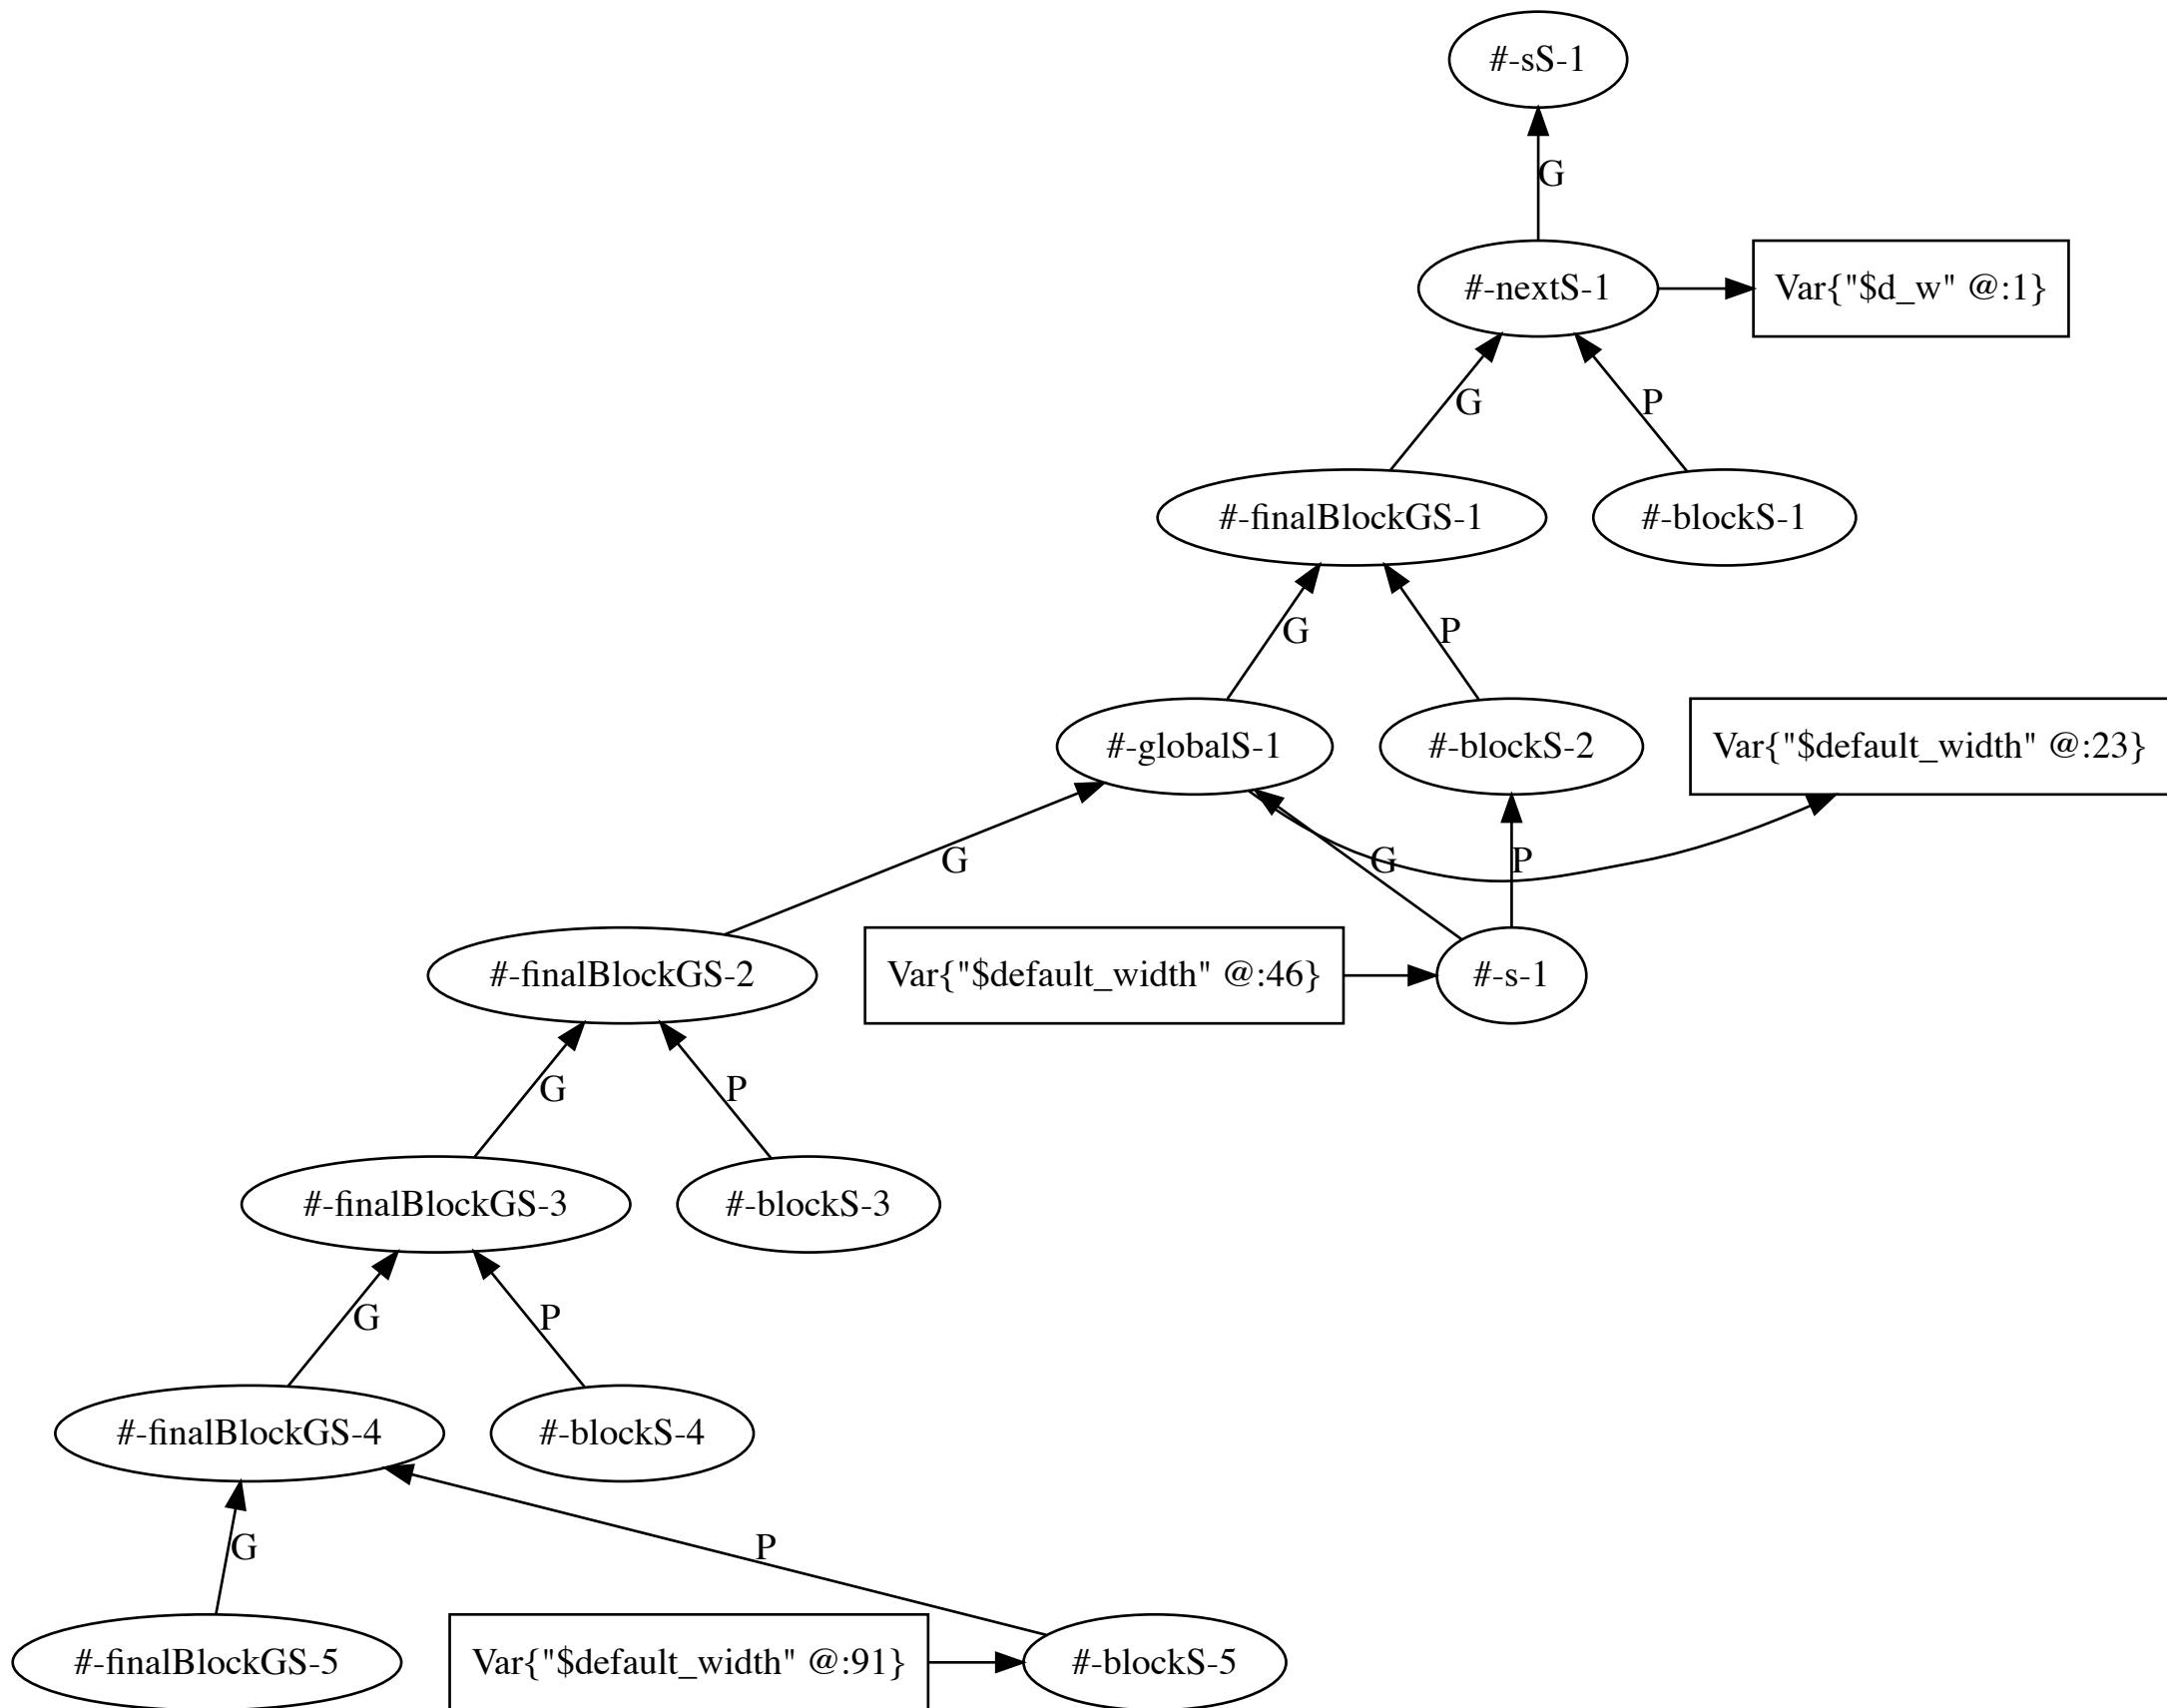 #-sS-1
G
#-nextS-1
Var{"$d_w" @:1}
G
P
#-finalBlockGS-1
#-blockS-1
G
P
#-globalS-1
#-blockS-2
Var{"$default_width" @:23}
G
G
P
#-finalBlockGS-2
Var{"$default_width" @:46}
#-s-1
G
P
#-finalBlockGS-3
#-blockS-3
G
P
#-finalBlockGS-4
#-blockS-4
G
P
#-finalBlockGS-5
Var{"$default_width" @:91}
#-blockS-5